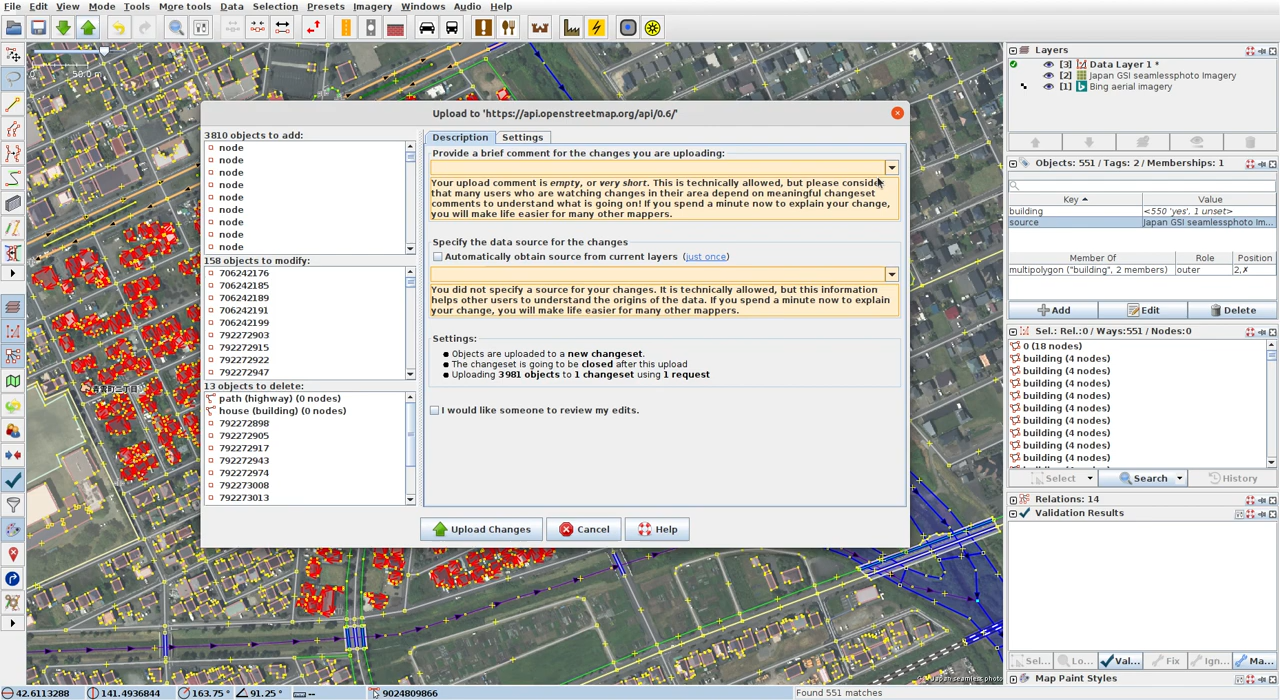 File Edit View Mode Tools More tools Data Selection Presets Imagery Windows Audio Help
50.0 m
Upload to 'https://api.openstreetmap.org/api/0.6/'
3810 objects to add:
node
node
node
node
node
node
node
node
158 objects to modify:
706242176
706242185
706242189
706242191
706242199
792272903
792272915
792272922
792272947
13 objects to delete:
path (highway) (0 nodes)
house (building) (0 nodes)
792272898
792272905
792272917
792272943
792272974
792273008
792273013
Description Settings
Provide a brief comment for the changes you are uploading:
Your upload comment is empty, or very short. This is technically allowed, but please consider
that many users who are watching changes in their area depend on meaningful changeset
comments to understand what is going on! If you spend a minute now to explain your change,
you will make life easier for many other mappers.
Specify the data source for the changes
Automatically obtain source from current layers (just once)
You did not specify a source for your changes. It is technically allowed, but this information
helps other users to understand the origins of the data. If you spend a minute now to explain
your change, you will make life easier for many other mappers.
Settings:
Objects are uploaded to a new changeset.
The changeset is going to be closed after this upload
Uploading 3981 objects to 1 changeset using 1 request
I would like someone to review my edits.
Upload Changes Cancel Help
Layers
[3] Data Layer 1 *
[2] Japan GSI seamlessphoto Imagery
[1] Bing aerial imagery
Objects: 551 / Tags: 2 / Memberships: 1
Key Value
building <550 'yes', 1 unset>
source Japan GSI seamlessphoto Im...
Member Of Role Position
multipolygon ("building", 2 members) outer 2,✗
Add Edit Delete
Sel.: Rel.:0 / Ways:551 / Nodes:0
0 (18 nodes)
building (4 nodes)
building (4 nodes)
building (4 nodes)
building (4 nodes)
building (4 nodes)
building (4 nodes)
building (4 nodes)
building (4 nodes)
building (4 nodes)
Select Search History
Relations: 14
Validation Results
Sel... Lo... Val... Fix Ign... Ma...
Map Paint Styles
42.6113288 141.4936844 163.75 ° 91.25 ° -- 9024809866 Found 551 matches